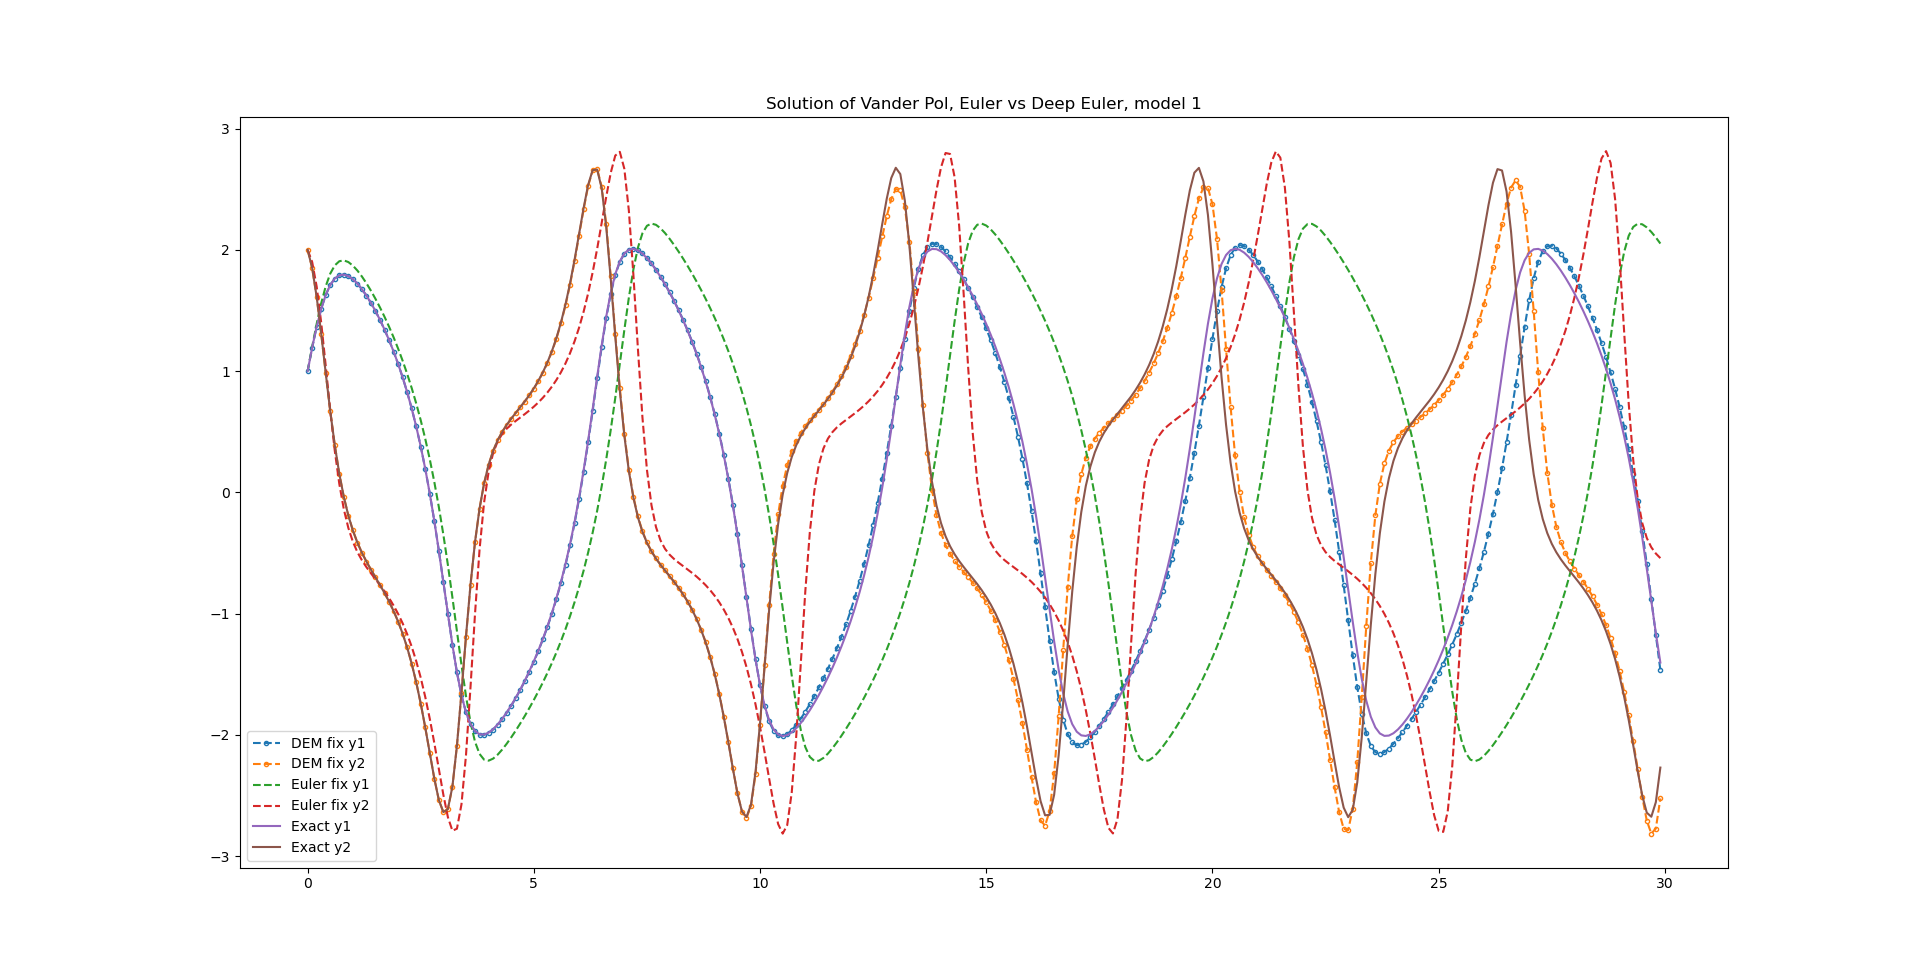 Solution of Vander Pol, Euler vs Deep Euler, model 1
3
2
1
0
−1
−2
−3
DEM fix y1
DEM fix y2
Euler fix y1
Euler fix y2
Exact y1
Exact y2
0 5 10 15 20 25 30